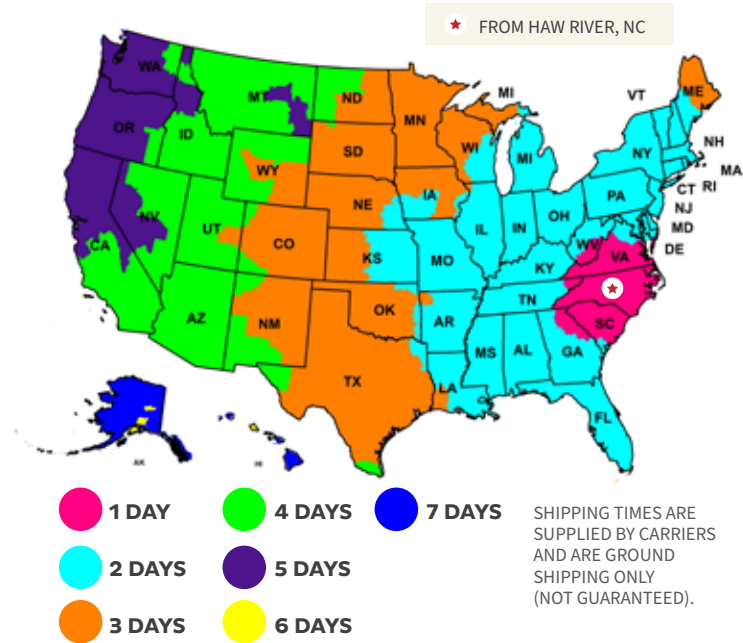 FROM HAW RIVER, NC
WA
MT
ND
MN
MI
VT
ME
OR
ID
SD
WI
MI
NY
NH
MA
WY
IA
PA
CT
RI
NE
NJ
NV
UT
CO
IL
IN
OH
MD
DE
CA
KS
MO
WV
VA
KY
AZ
NM
OK
AR
TN
SC
MS
AL
GA
TX
LA
FL
AK
HI
1 DAY
4 DAYS
7 DAYS
2 DAYS
5 DAYS
3 DAYS
6 DAYS
SHIPPING TIMES ARE
SUPPLIED BY CARRIERS
AND ARE GROUND
SHIPPING ONLY
(NOT GUARANTEED).